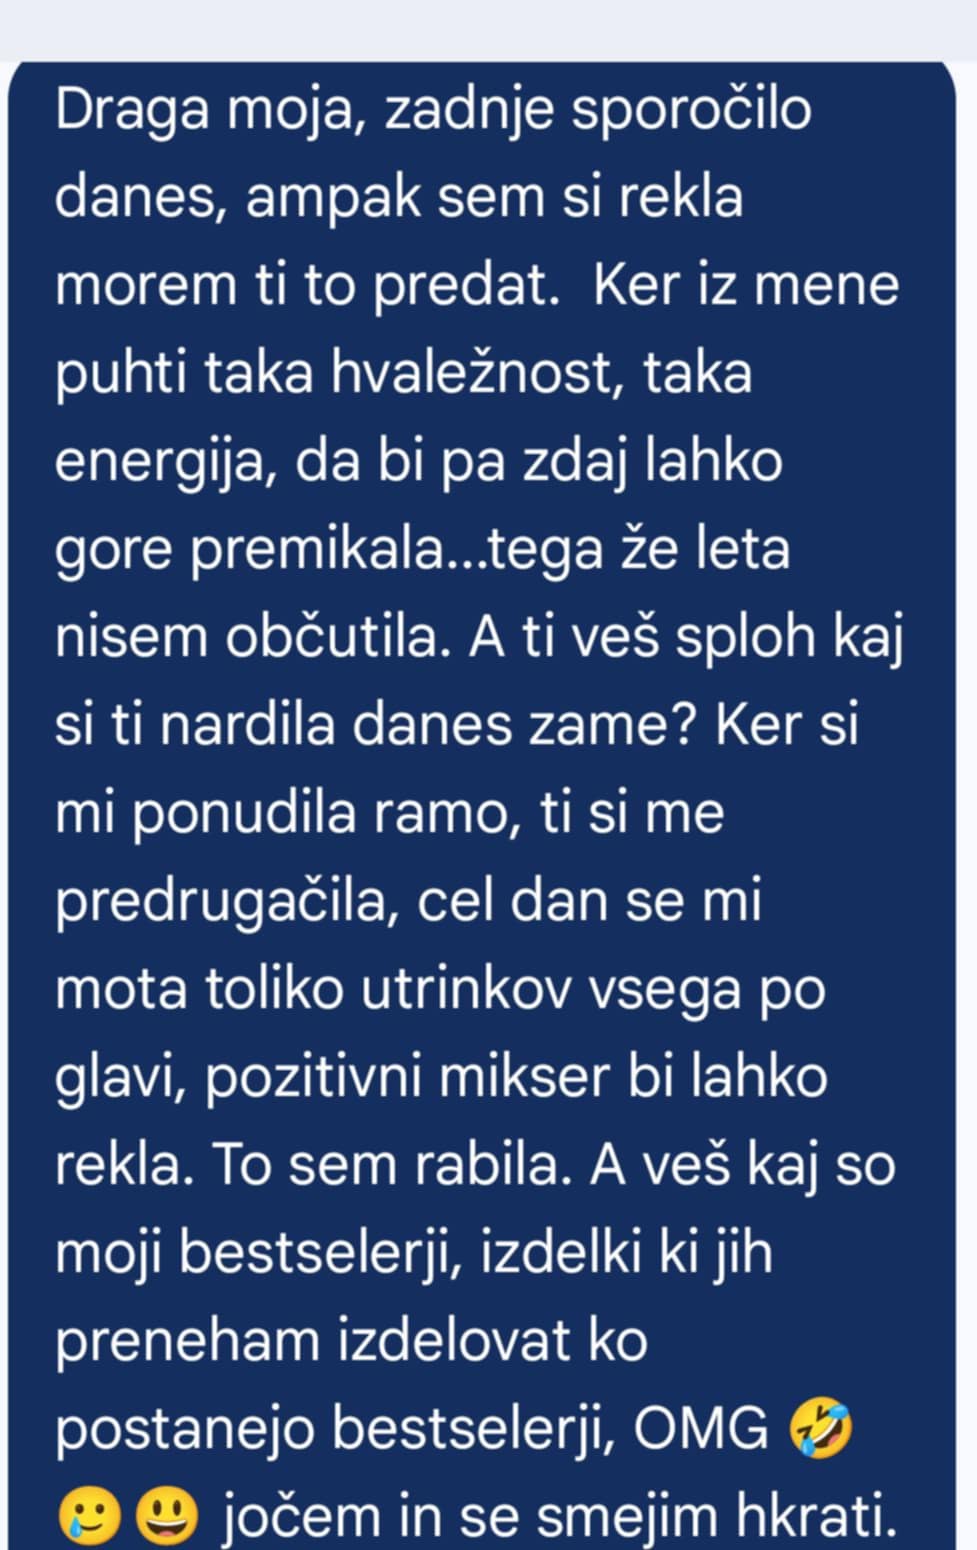 Draga moja, zadnje sporočilo
danes, ampak sem si rekla
morem ti to predat.  Ker iz mene
puhti taka hvaležnost, taka
energija, da bi pa zdaj lahko
gore premikala...tega že leta
nisem občutila. A ti veš sploh kaj
si ti nardila danes zame? Ker si
mi ponudila ramo, ti si me
predrugačila, cel dan se mi
mota toliko utrinkov vsega po
glavi, pozitivni mikser bi lahko
rekla. To sem rabila. A veš kaj so
moji bestselerji, izdelki ki jih
preneham izdelovat ko
postanejo bestselerji, OMG 🤣
🥲😃 jočem in se smejim hkrati.